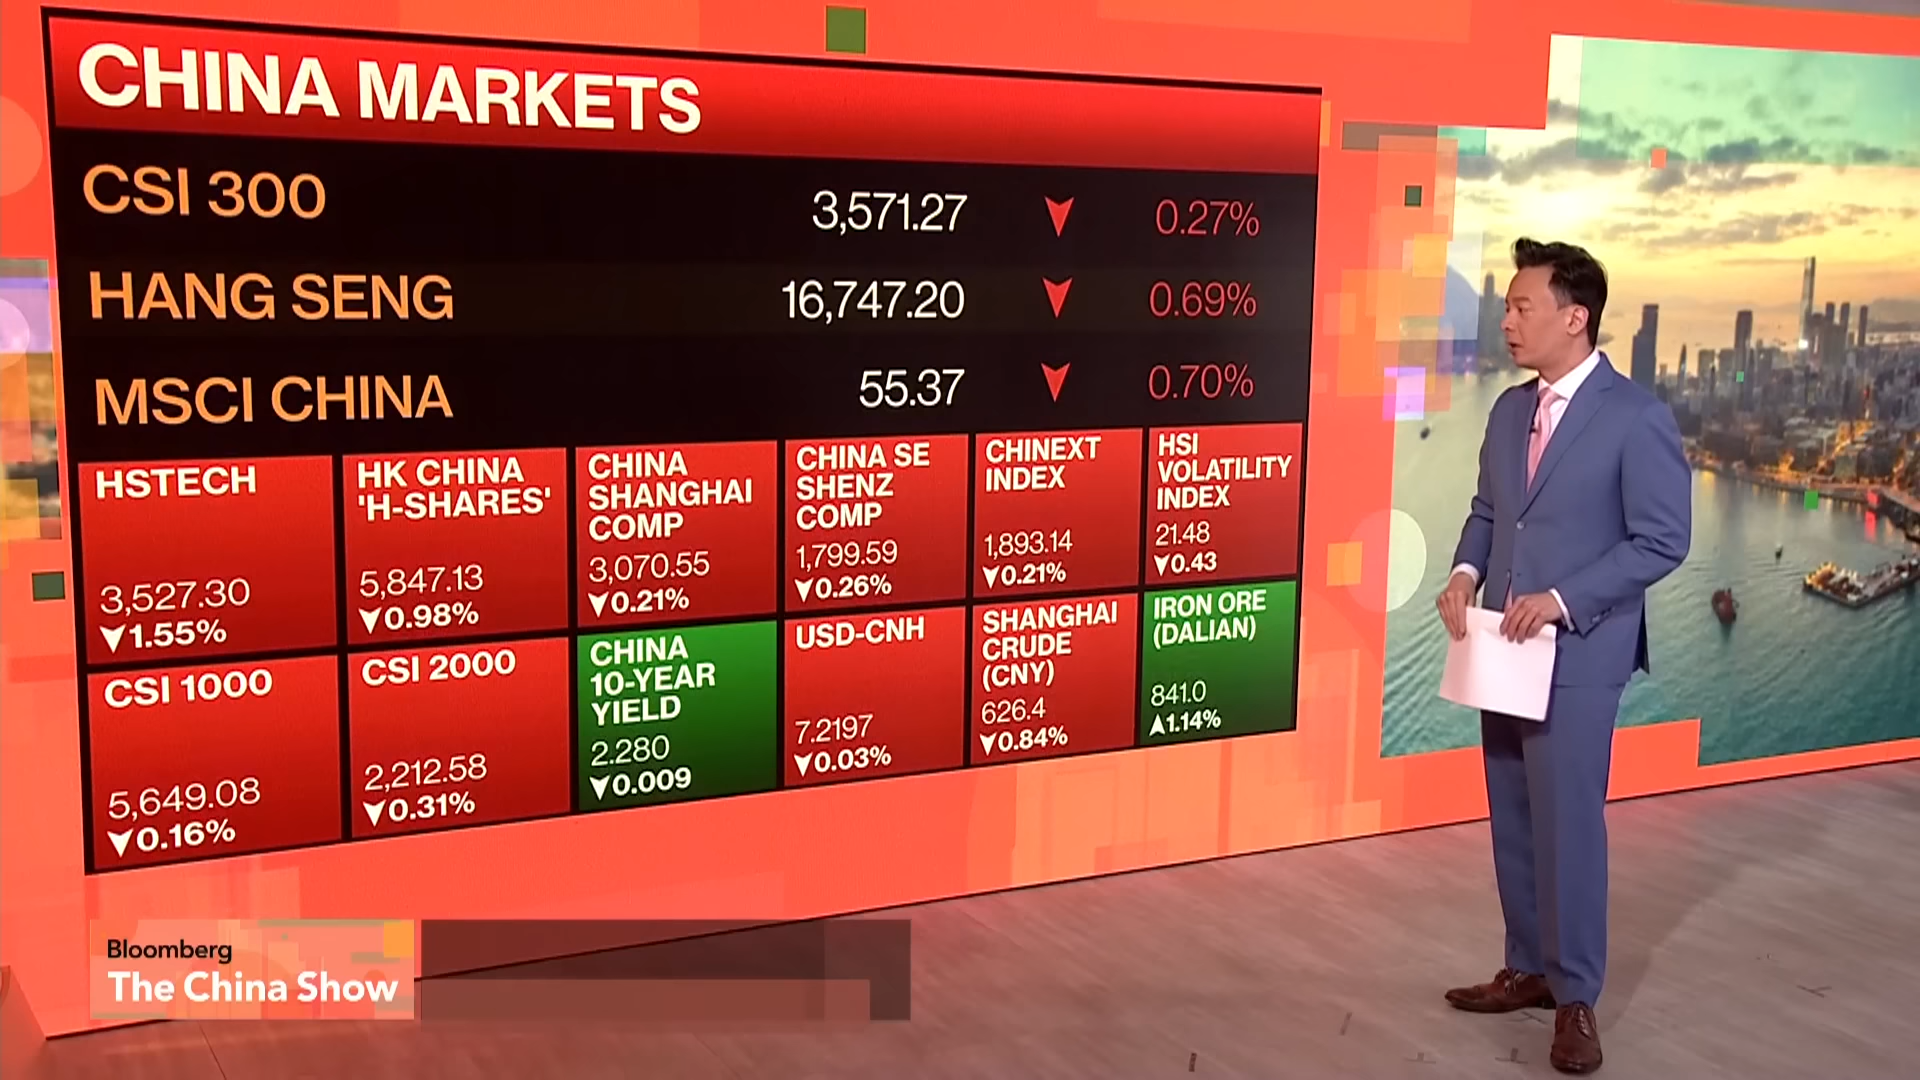 CHINA MARKETS
CSI 300 3,571.27 ▼ 0.27%
HANG SENG 16,747.20 ▼ 0.69%
MSCI CHINA 55.37 ▼ 0.70%
HSTECH
3,527.30
▼1.55%
HK CHINA
'H-SHARES'
5,847.13
▼0.98%
CHINA
SHANGHAI
COMP
3,070.55
▼0.21%
CHINA SE
SHENZ
COMP
1,799.59
▼0.26%
CHINEXT
INDEX
1,893.14
▼0.21%
HSI
VOLATILITY
INDEX
21.48
▼0.43
CSI 1000
5,649.08
▼0.16%
CSI 2000
2,212.58
▼0.31%
CHINA
10-YEAR
YIELD
2.280
▼0.009
USD-CNH
7.2197
▼0.03%
SHANGHAI
CRUDE
(CNY)
626.4
▼0.84%
IRON ORE
(DALIAN)
841.0
▲1.14%
Bloomberg
The China Show